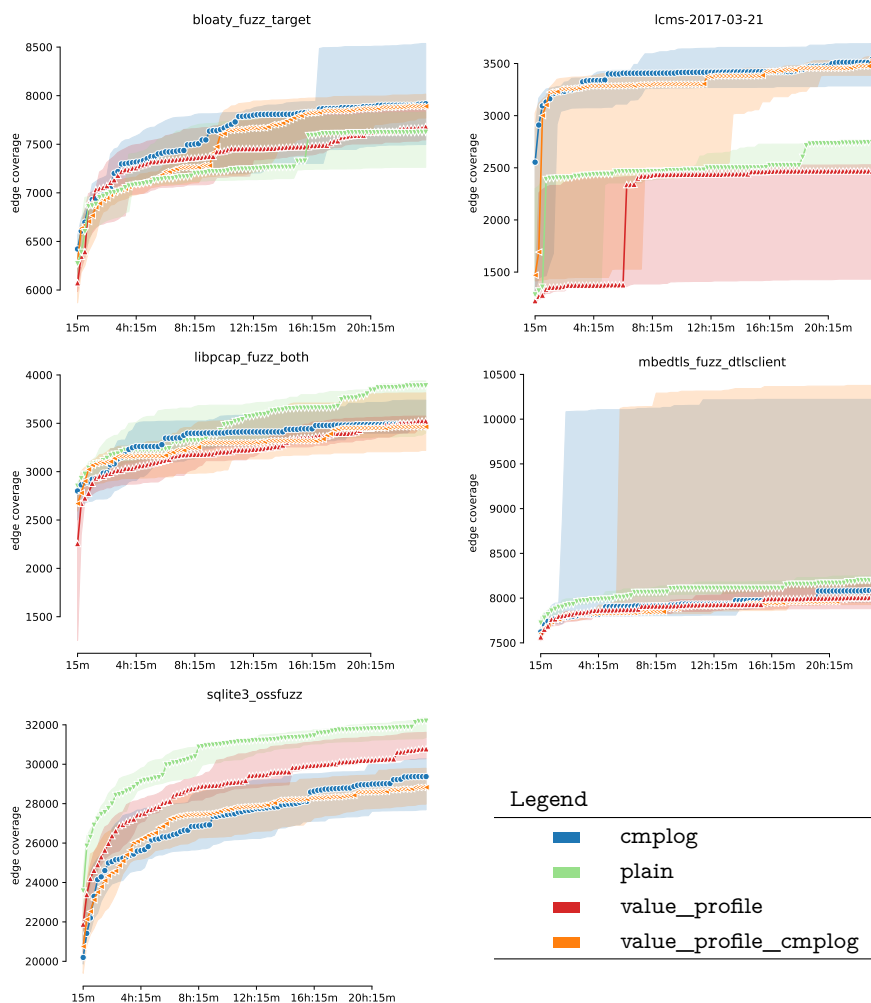 bloaty_fuzz_target
8500
8000
7500
7000
6500
6000
edge coverage
15m 4h:15m 8h:15m 12h:15m 16h:15m 20h:15m
lcms-2017-03-21
3500
3000
2500
2000
1500
edge coverage
15m 4h:15m 8h:15m 12h:15m 16h:15m 20h:15m
libpcap_fuzz_both
4000
3500
3000
2500
2000
1500
edge coverage
15m 4h:15m 8h:15m 12h:15m 16h:15m 20h:15m
mbedtls_fuzz_dtlsclient
10500
10000
9500
9000
8500
8000
7500
edge coverage
15m 4h:15m 8h:15m 12h:15m 16h:15m 20h:15m
sqlite3_ossfuzz
32000
30000
28000
26000
24000
22000
20000
edge coverage
15m 4h:15m 8h:15m 12h:15m 16h:15m 20h:15m
Legend
cmplog
plain
value_profile
value_profile_cmplog